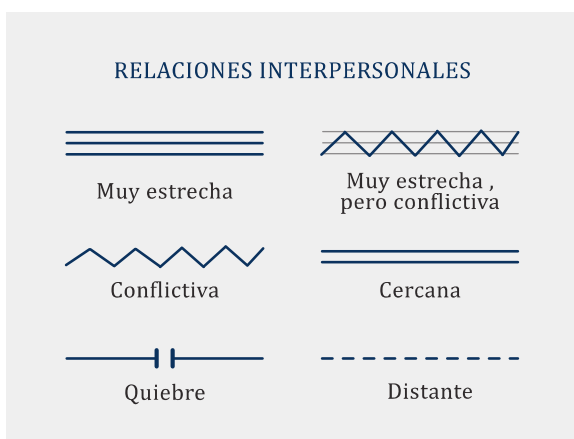 RELACIONES INTERPERSONALES
Muy estrecha
Muy estrecha ,
pero conflictiva
Conflictiva
Cercana
Quiebre
Distante